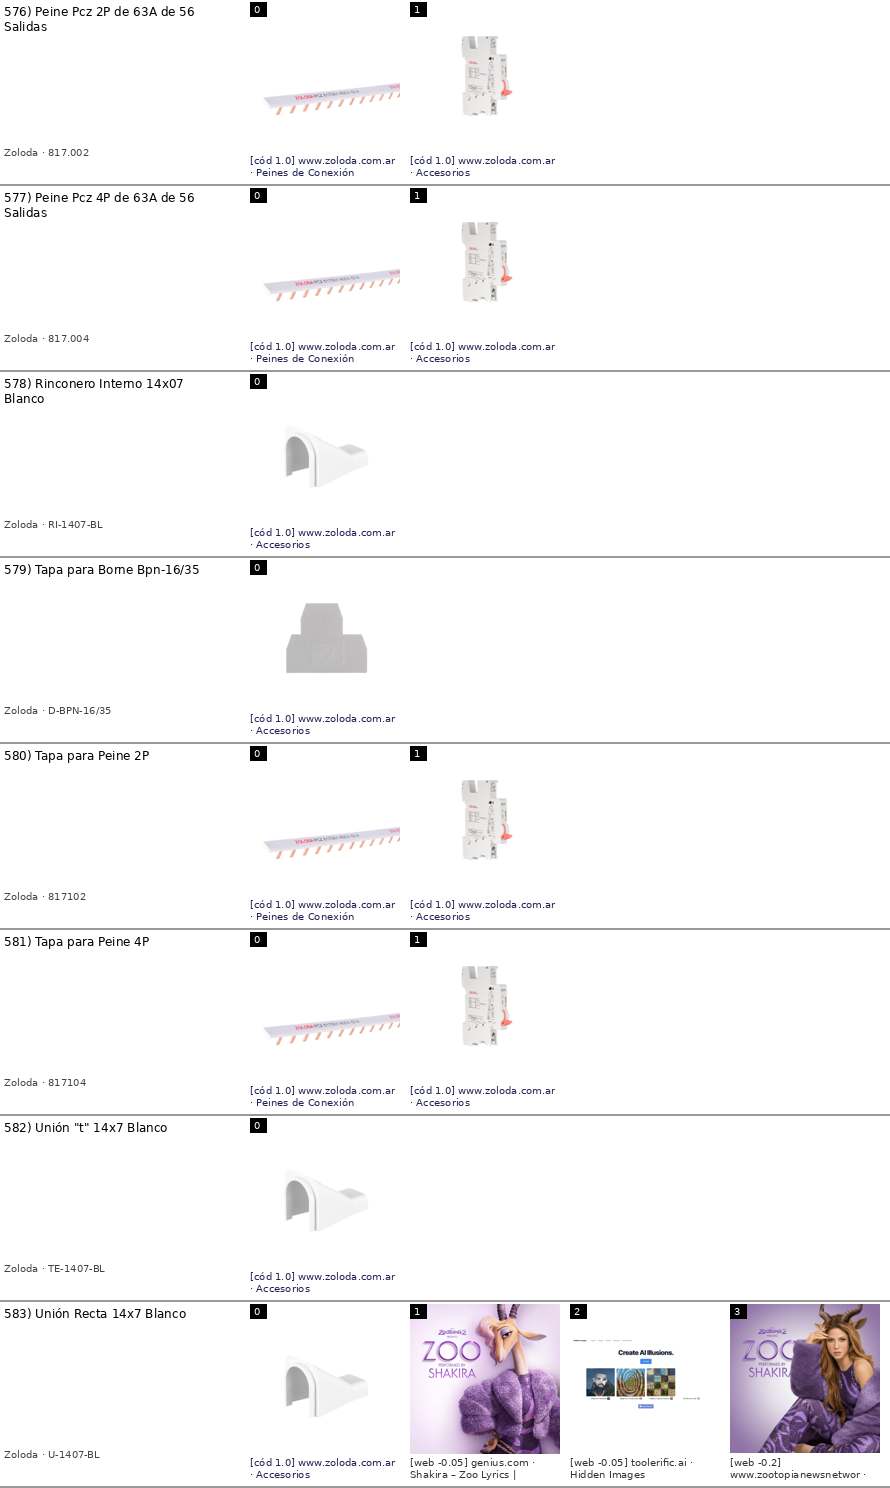 576) Peine Pcz 2P de 63A de 56
Salidas
Zoloda · 817.002
0
[cód 1.0] www.zoloda.com.ar
· Peines de Conexión
1
[cód 1.0] www.zoloda.com.ar
· Accesorios
577) Peine Pcz 4P de 63A de 56
Salidas
Zoloda · 817.004
0
[cód 1.0] www.zoloda.com.ar
· Peines de Conexión
1
[cód 1.0] www.zoloda.com.ar
· Accesorios
578) Rinconero Interno 14x07
Blanco
Zoloda · RI-1407-BL
0
[cód 1.0] www.zoloda.com.ar
· Accesorios
579) Tapa para Borne Bpn-16/35
Zoloda · D-BPN-16/35
0
[cód 1.0] www.zoloda.com.ar
· Accesorios
580) Tapa para Peine 2P
Zoloda · 817102
0
[cód 1.0] www.zoloda.com.ar
· Peines de Conexión
1
[cód 1.0] www.zoloda.com.ar
· Accesorios
581) Tapa para Peine 4P
Zoloda · 817104
0
[cód 1.0] www.zoloda.com.ar
· Peines de Conexión
1
[cód 1.0] www.zoloda.com.ar
· Accesorios
582) Unión "t" 14x7 Blanco
Zoloda · TE-1407-BL
0
[cód 1.0] www.zoloda.com.ar
· Accesorios
583) Unión Recta 14x7 Blanco
Zoloda · U-1407-BL
0
[cód 1.0] www.zoloda.com.ar
· Accesorios
1
ZOO
PERFORMED BY
SHAKIRA
[web -0.05] genius.com ·
Shakira – Zoo Lyrics |
2
Create AI Illusions.
[web -0.05] toolerific.ai ·
Hidden Images
3
ZOO
PERFORMED BY
SHAKIRA
[web -0.2]
www.zootopianewsnetwor ·